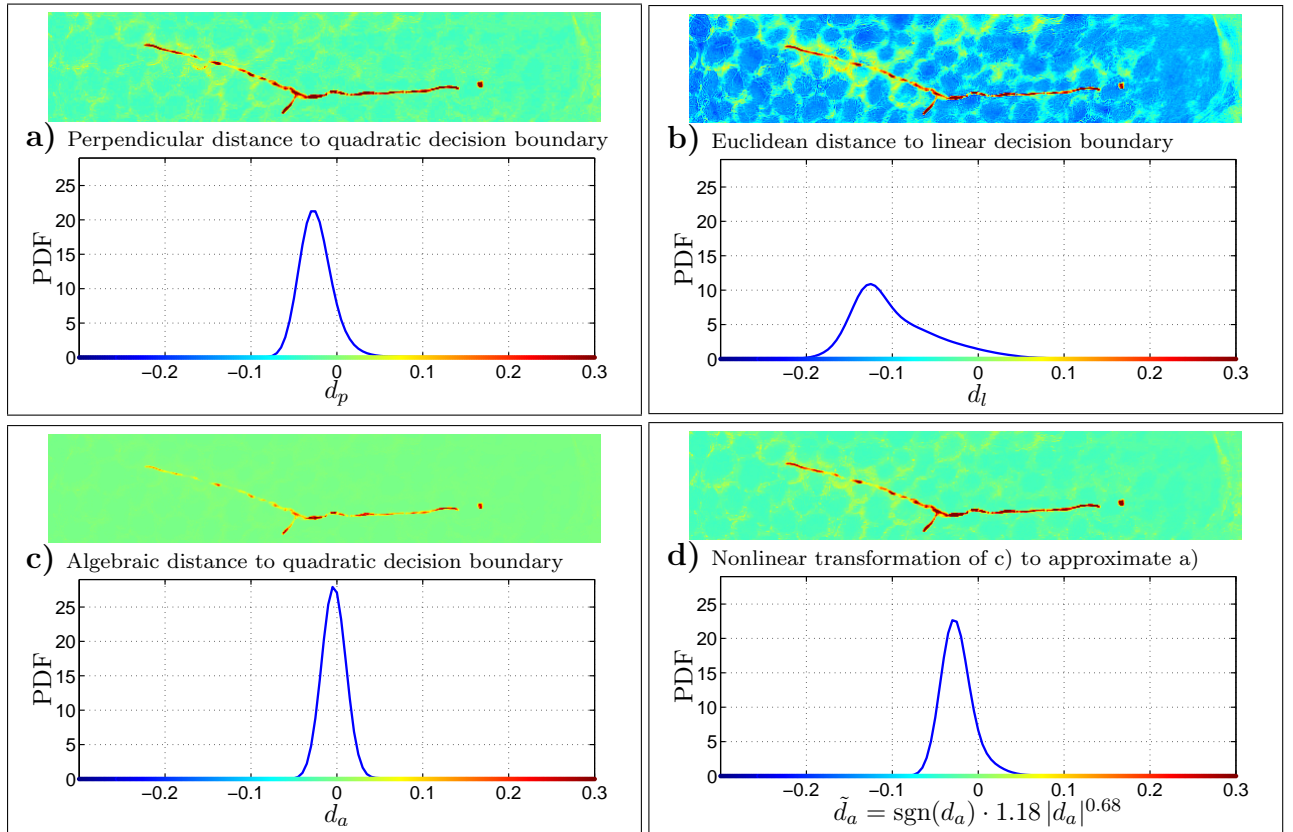 a) Perpendicular distance to quadratic decision boundary
25
20
15
10
5
0
PDF
−0.2 −0.1 0 0.1 0.2 0.3
d_p
b) Euclidean distance to linear decision boundary
25
20
15
10
5
0
PDF
−0.2 −0.1 0 0.1 0.2 0.3
d_l
c) Algebraic distance to quadratic decision boundary
25
20
15
10
5
0
PDF
−0.2 −0.1 0 0.1 0.2 0.3
d_a
d) Nonlinear transformation of c) to approximate a)
25
20
15
10
5
0
PDF
−0.2 −0.1 0 0.1 0.2 0.3
d̃_a = sgn(d_a) · 1.18 |d_a|^0.68